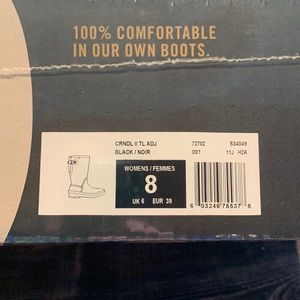 100% COMFORTABLE
IN OUR OWN BOOTS.
CRNDL II TL ADJ 72702 534049
BLACK / NOIR 001 11J H2A
WOMENS / FEMMES
8
UK 6 EUR 39
6 03246 75537 8